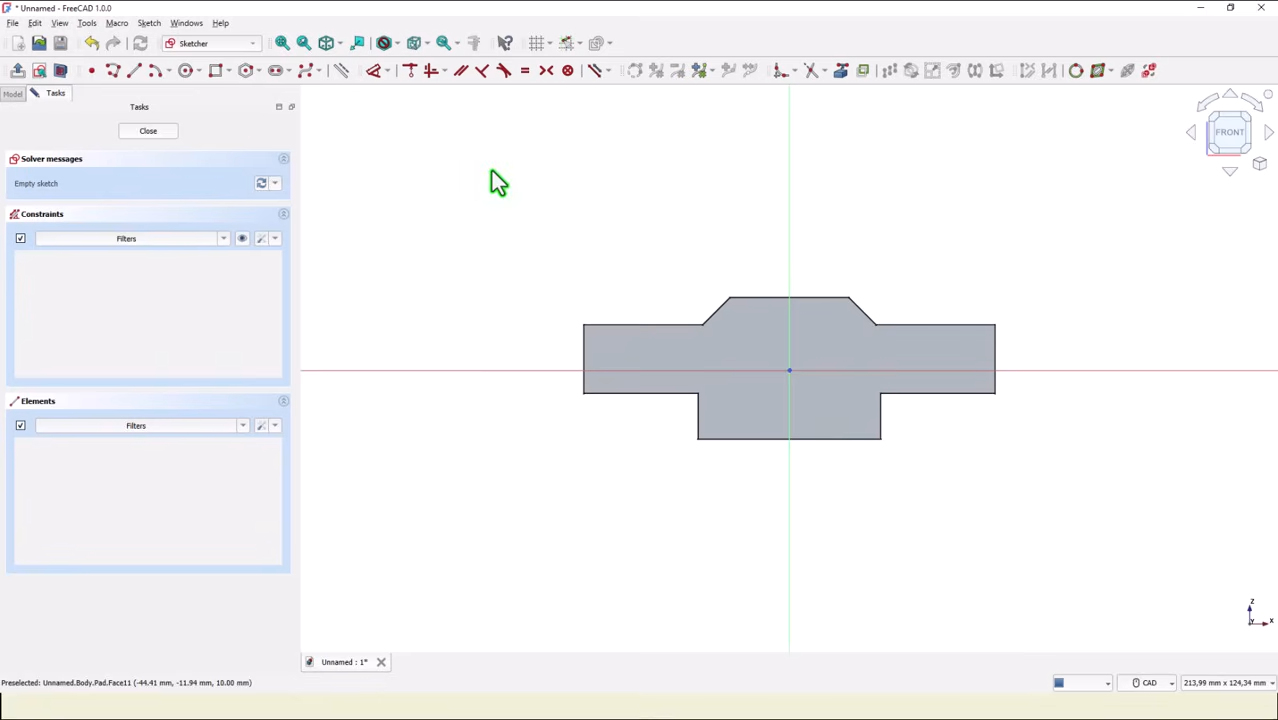 * Unnamed - FreeCAD 1.0.0
File Edit View Tools Macro Sketch Windows Help
Sketcher
Model Tasks
Tasks
Close
Solver messages
Empty sketch
Constraints
Filters
Elements
Filters
FRONT
Z
Y X
Unnamed : 1*
Preselected: Unnamed.Body.Pad.Face11 (-44.41 mm, -11.94 mm, 10.00 mm)
CAD
213,99 mm x 124,34 mm